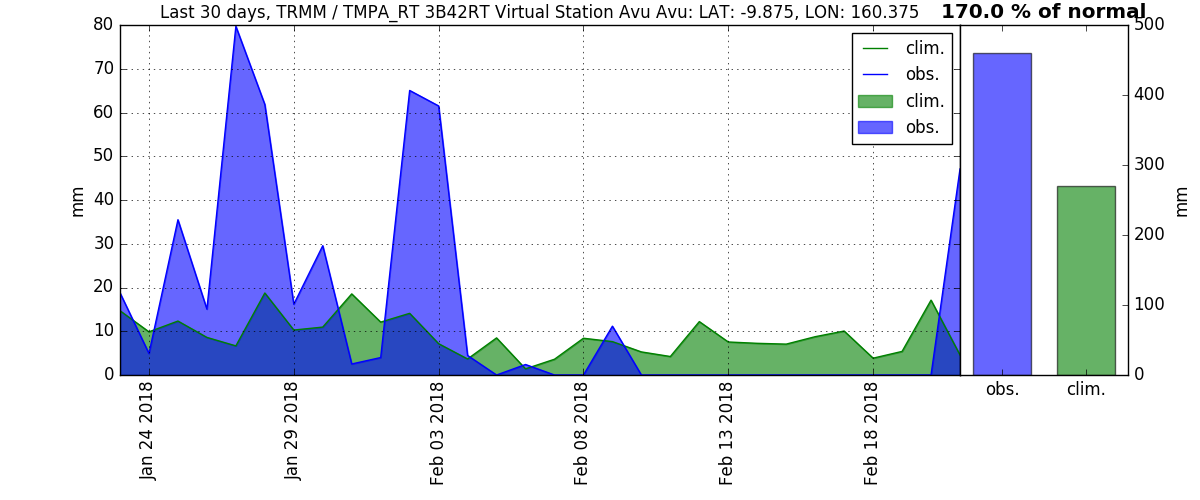 Last 30 days, TRMM / TMPA_RT 3B42RT Virtual Station Avu Avu: LAT: -9.875, LON: 160.375
170.0 % of normal
80
70
60
50
40
30
20
10
0
mm
clim.
obs.
clim.
obs.
500
400
300
200
100
0
mm
Jan 24 2018
Jan 29 2018
Feb 03 2018
Feb 08 2018
Feb 13 2018
Feb 18 2018
obs.
clim.